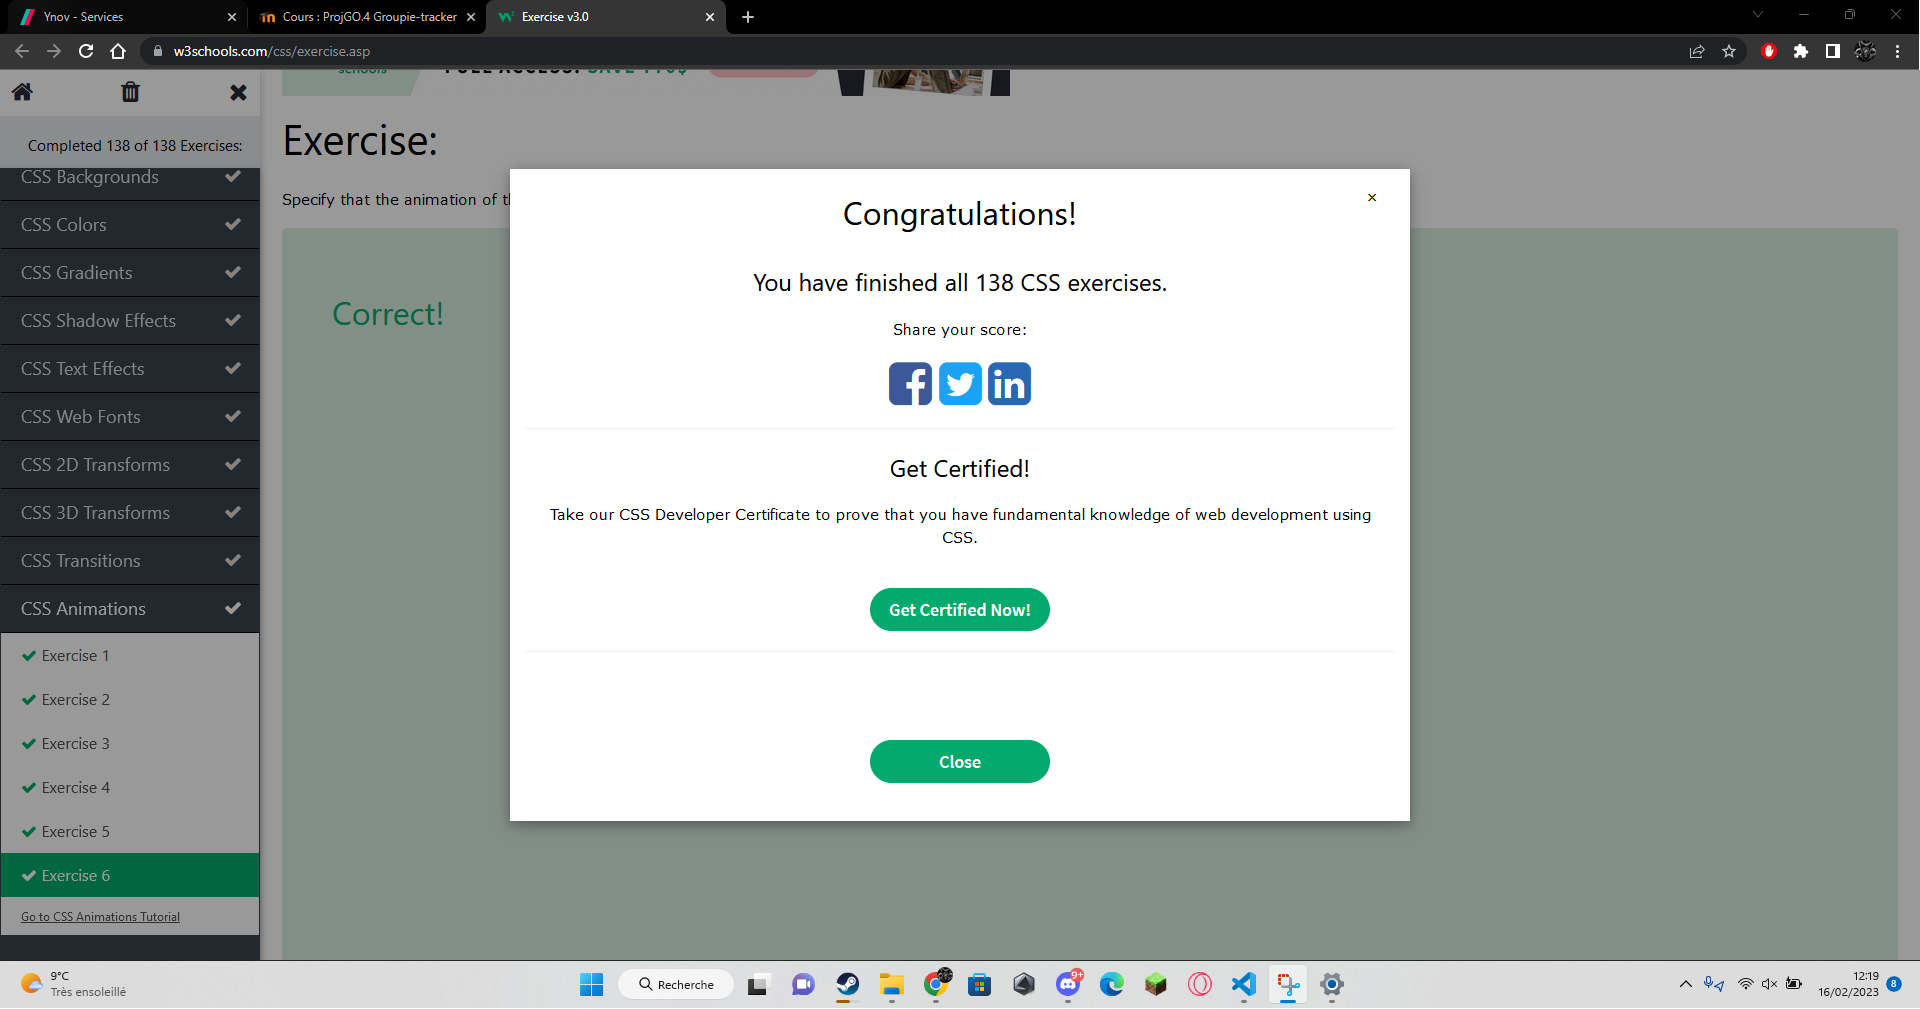 Ynov - Services
Cours : ProjGO.4 Groupie-tracker
Exercise v3.0
w3schools.com/css/exercise.asp
schools
FULL ACCESS!
Completed 138 of 138 Exercises:
CSS Backgrounds
CSS Colors
CSS Gradients
CSS Shadow Effects
CSS Text Effects
CSS Web Fonts
CSS 2D Transforms
CSS 3D Transforms
CSS Transitions
CSS Animations
Exercise 1
Exercise 2
Exercise 3
Exercise 4
Exercise 5
Exercise 6
Go to CSS Animations Tutorial
Exercise:
Specify that the animation of
Correct!
Congratulations!
You have finished all 138 CSS exercises.
Share your score:
Get Certified!
Take our CSS Developer Certificate to prove that you have fundamental knowledge of web development using
CSS.
Get Certified Now!
Close
9°C
Très ensoleillé
Recherche
9+
12:19
16/02/2023
8